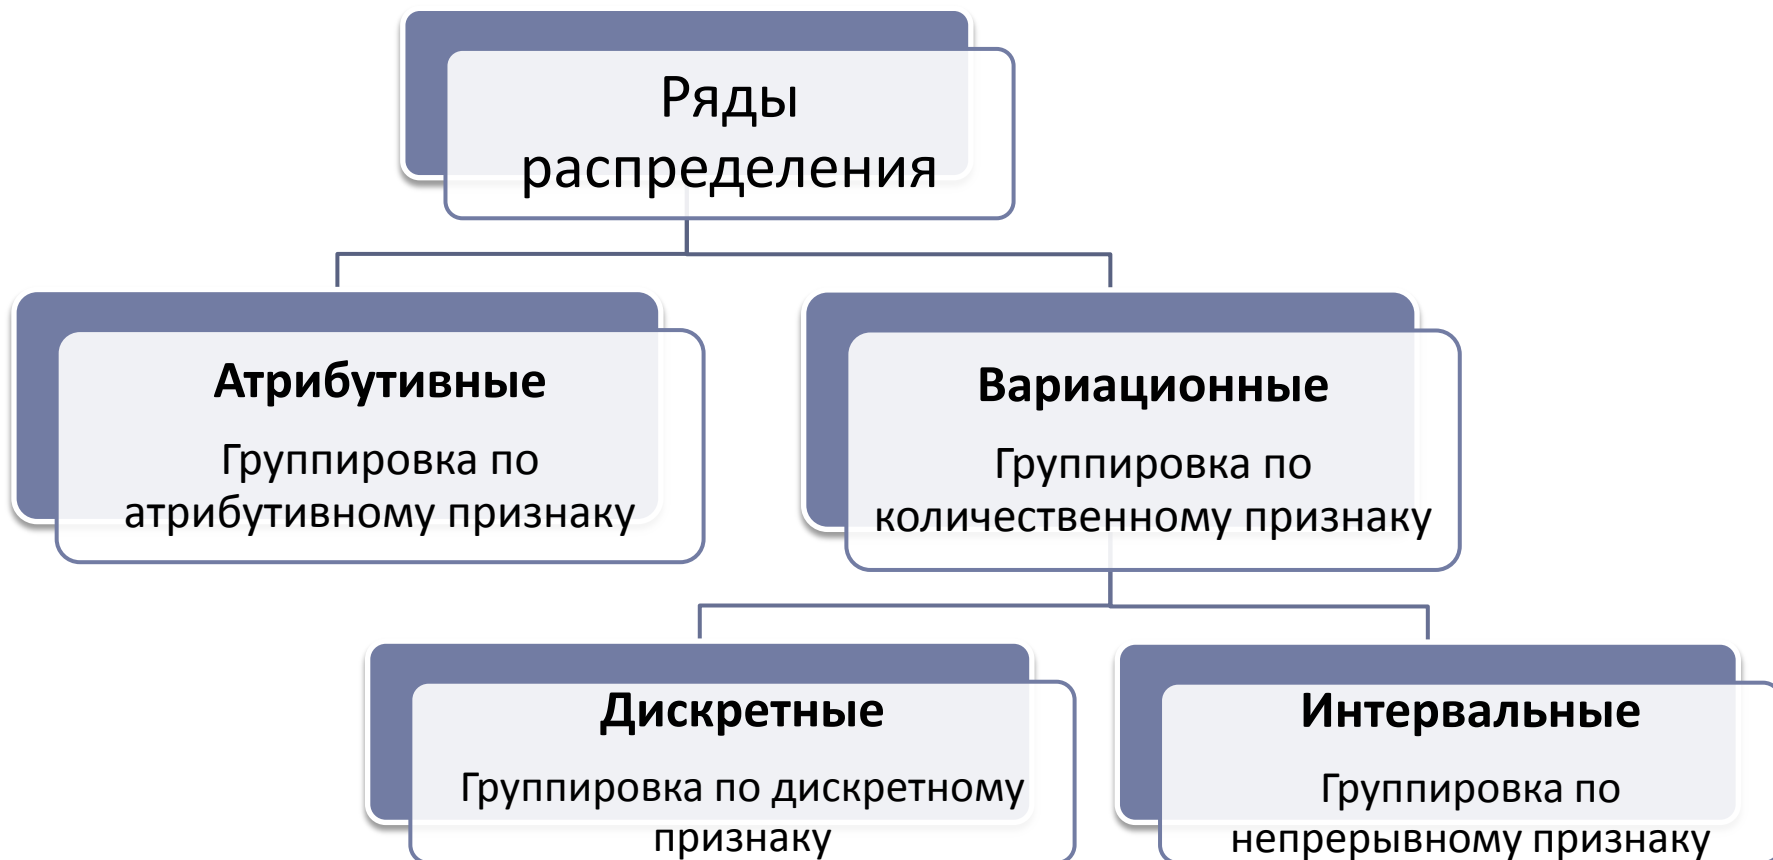 Ряды
распределения
Атрибутивные
Группировка по
атрибутивному признаку
Вариационные
Группировка по
количественному признаку
Дискретные
Группировка по дискретному
признаку
Интервальные
Группировка по
непрерывному признаку